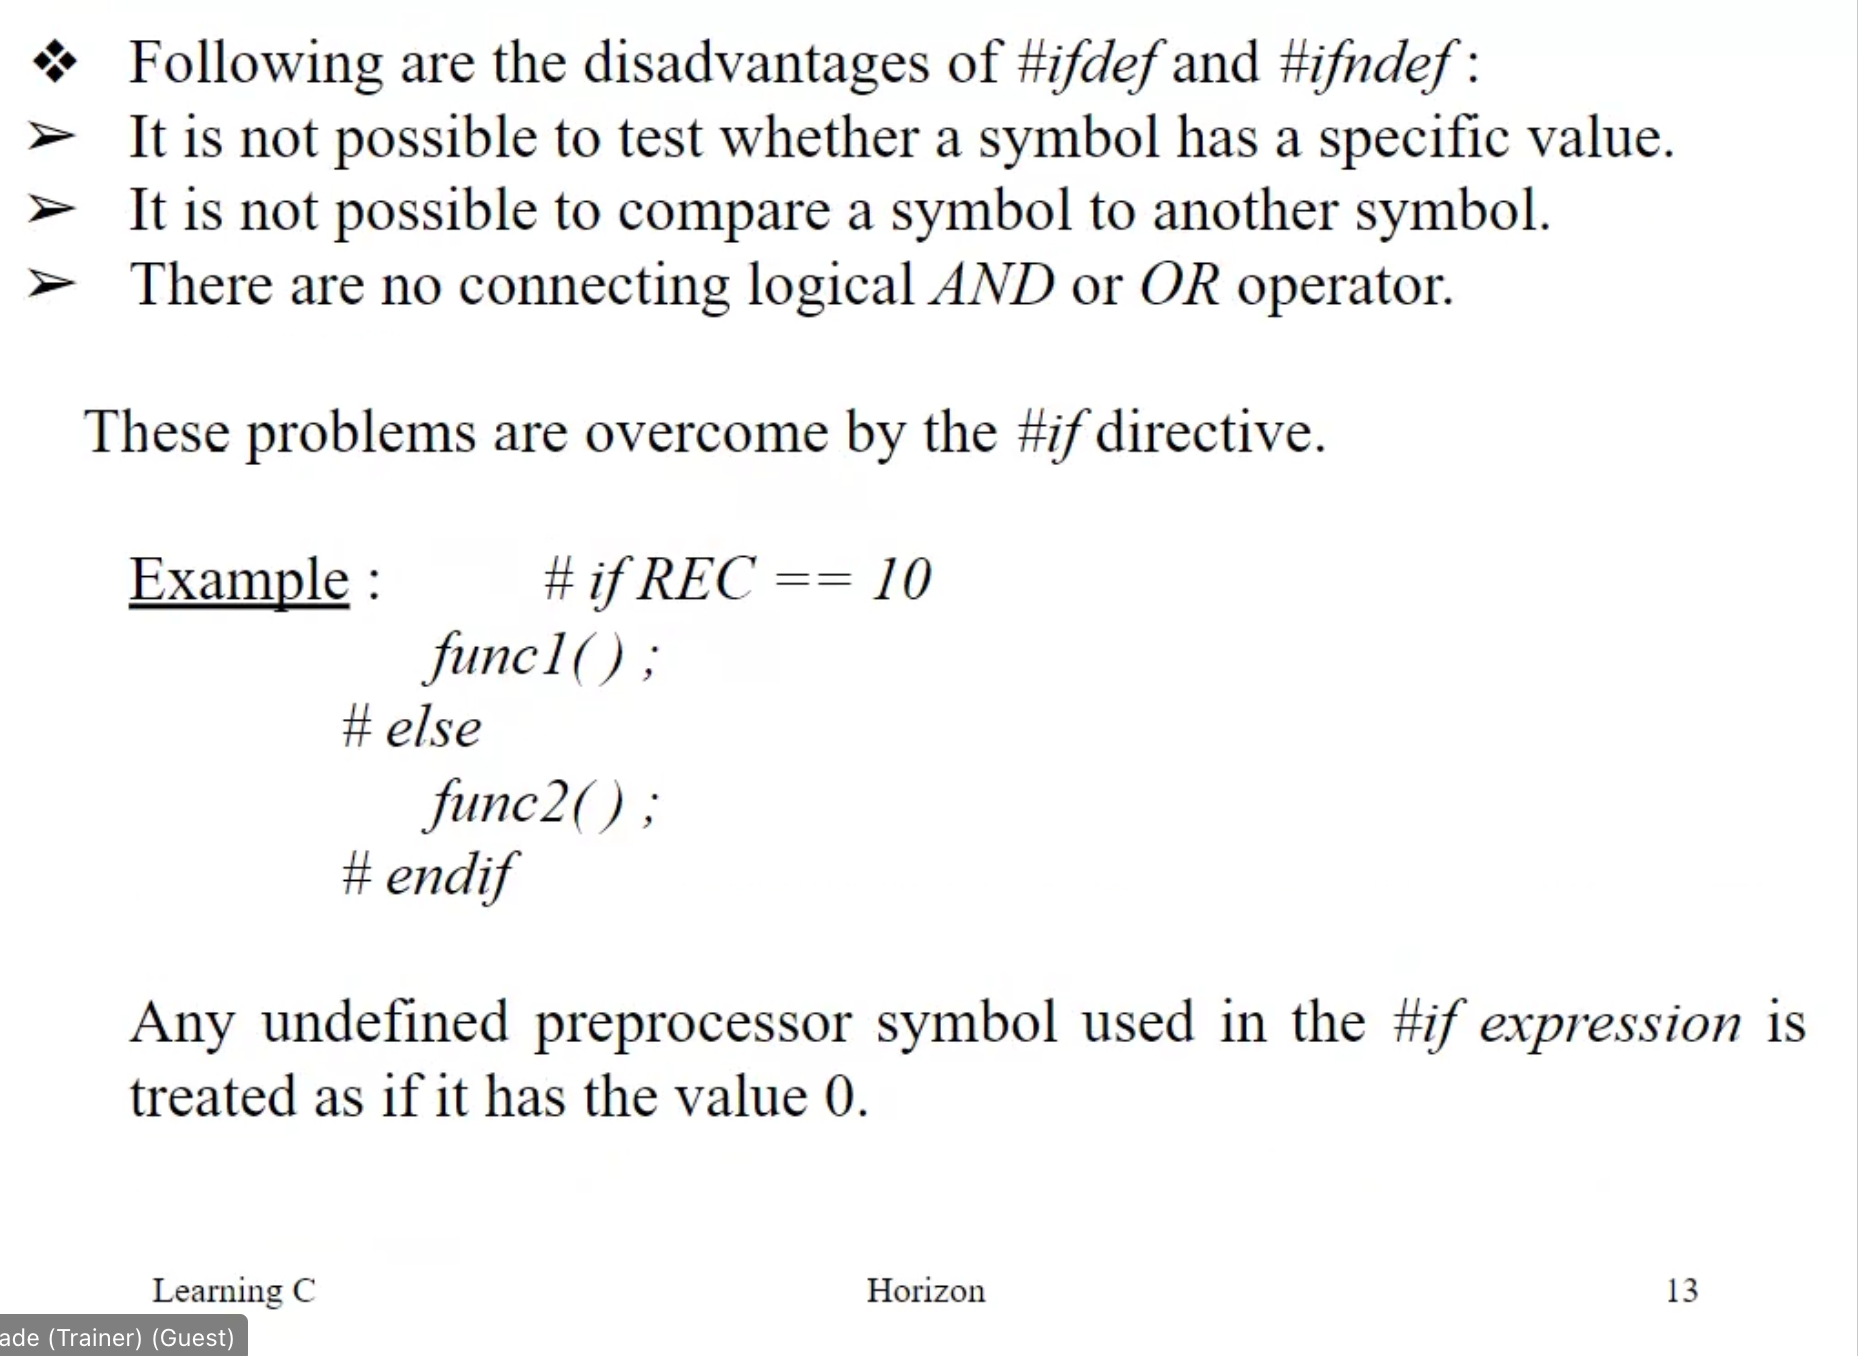 ❖ Following are the disadvantages of #ifdef and #ifndef :
➢ It is not possible to test whether a symbol has a specific value.
➢ It is not possible to compare a symbol to another symbol.
➢ There are no connecting logical AND or OR operator.
These problems are overcome by the #if directive.
Example : # if REC == 10
func1( ) ;
# else
func2( ) ;
# endif
Any undefined preprocessor symbol used in the #if expression is
treated as if it has the value 0.
Learning C Horizon 13
ade (Trainer) (Guest)